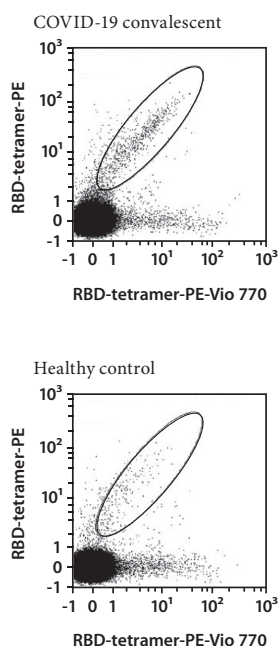 COVID-19 convalescent
10³
10²
10¹
1
0
-1
RBD-tetramer-PE
-1 0 1 10¹ 10² 10³
RBD-tetramer-PE-Vio 770
Healthy control
10³
10²
10¹
1
0
-1
RBD-tetramer-PE
-1 0 1 10¹ 10² 10³
RBD-tetramer-PE-Vio 770